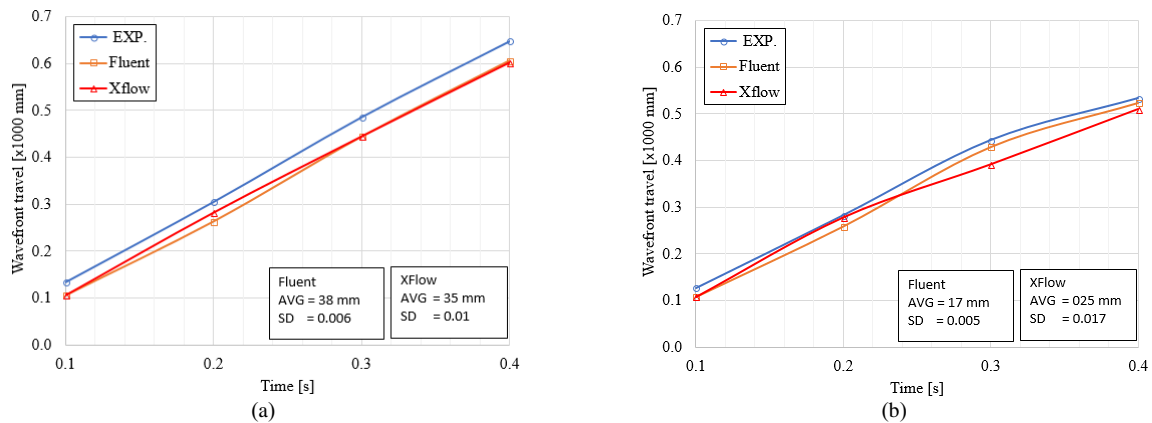 0.7
0.6
0.5
0.4
0.3
0.2
0.1
0.0
Wavefront travel [x1000 mm]
EXP.
Fluent
Xflow
Fluent
AVG = 38 mm
SD = 0.006
XFlow
AVG = 35 mm
SD = 0.01
0.1 0.2 0.3 0.4
Time [s]
(a)
0.7
0.6
0.5
0.4
0.3
0.2
0.1
0.0
Wavefront travel [x1000 mm]
EXP.
Fluent
Xflow
Fluent
AVG = 17 mm
SD = 0.005
XFlow
AVG = 025 mm
SD = 0.017
0.1 0.2 0.3 0.4
Time [s]
(b)